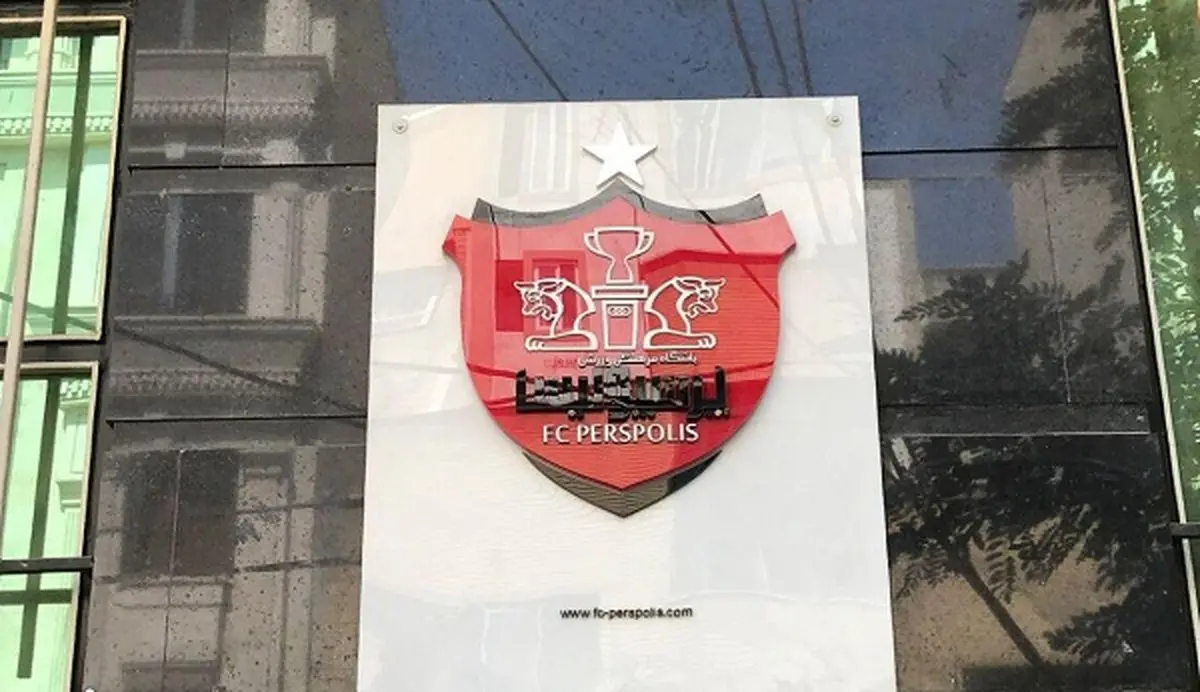 باشگاه فرهنگی ورزشی
پرسپولیس
FC PERSPOLIS
www.fc-perspolis.com